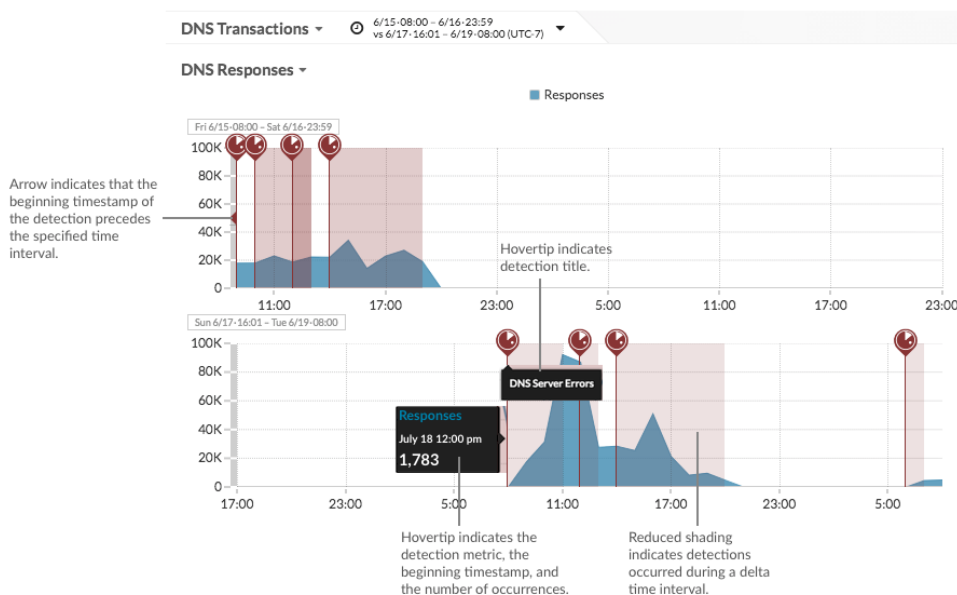 DNS Transactions
6/15·08:00 – 6/16·23:59
vs 6/17·16:01 – 6/19·08:00 (UTC-7)
DNS Responses
Responses
Fri 6/15·08:00 – Sat 6/16·23:59
100K
80K
60K
40K
20K
0
11:00
17:00
23:00
5:00
11:00
17:00
23:00
Arrow indicates that the
beginning timestamp of
the detection precedes
the specified time
interval.
Hovertip indicates
detection title.
Sun 6/17·16:01 – Tue 6/19·08:00
100K
80K
60K
40K
20K
0
17:00
23:00
5:00
11:00
17:00
23:00
5:00
DNS Server Errors
Responses
July 18 12:00 pm
1,783
Hovertip indicates the
detection metric, the
beginning timestamp, and
the number of occurrences.
Reduced shading
indicates detections
occurred during a delta
time interval.